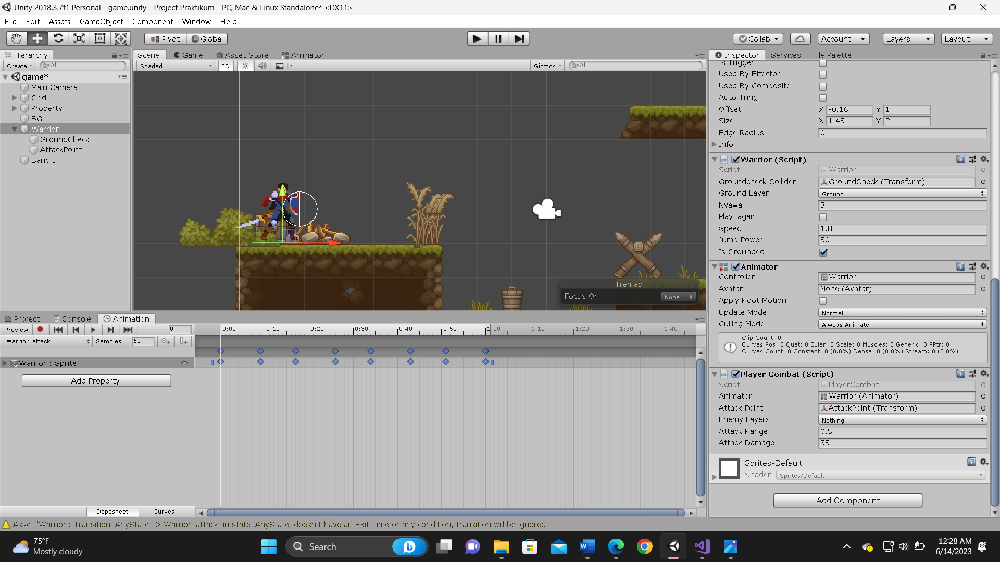 Unity 2018.3.7f1 Personal - game.unity - Project Praktikum - PC, Mac & Linux Standalone* <DX11>
File Edit Assets GameObject Component Window Help
Pivot Global Collab Account Layers Layout
Hierarchy
Create All
game*
Main Camera
Grid
Property
BG
Warrior
GroundCheck
AttackPoint
Bandit
Scene Game Asset Store Animator
Shaded 2D Gizmos All
Tilemap
Focus On None
Project Console Animation
Preview 0
Warrior_attack Samples 60
0:00 0:10 0:20 0:30 0:40 0:50 1:00 1:10 1:20 1:30 1:40
Warrior : Sprite
Add Property
Dopesheet Curves
Inspector Services Tile Palette
Is Trigger
Used By Effector
Used By Composite
Auto Tiling
Offset X -0.16 Y 1
Size X 1.45 Y 2
Edge Radius 0
Info
Warrior (Script)
Script Warrior
Groundcheck Collider GroundCheck (Transform)
Ground Layer Ground
Nyawa 3
Play_again
Speed 1.8
Jump Power 50
Is Grounded
Animator
Controller Warrior
Avatar None (Avatar)
Apply Root Motion
Update Mode Normal
Culling Mode Always Animate
Clip Count: 0
Curves Pos: 0 Quat: 0 Euler: 0 Scale: 0 Muscles: 0 Generic: 0 PPtr: 0
Curves Count: 0 Constant: 0 (0.0%) Dense: 0 (0.0%) Stream: 0 (0.0%)
Player Combat (Script)
Script PlayerCombat
Animator Warrior (Animator)
Attack Point AttackPoint (Transform)
Enemy Layers Nothing
Attack Range 0.5
Attack Damage 35
Sprites-Default
Shader Sprites/Default
Add Component
Asset 'Warrior': Transition 'AnyState -> Warrior_attack' in state 'AnyState' doesn't have an Exit Time or any condition, transition will be ignored
75°F
Mostly cloudy
Search
12:28 AM
6/14/2023